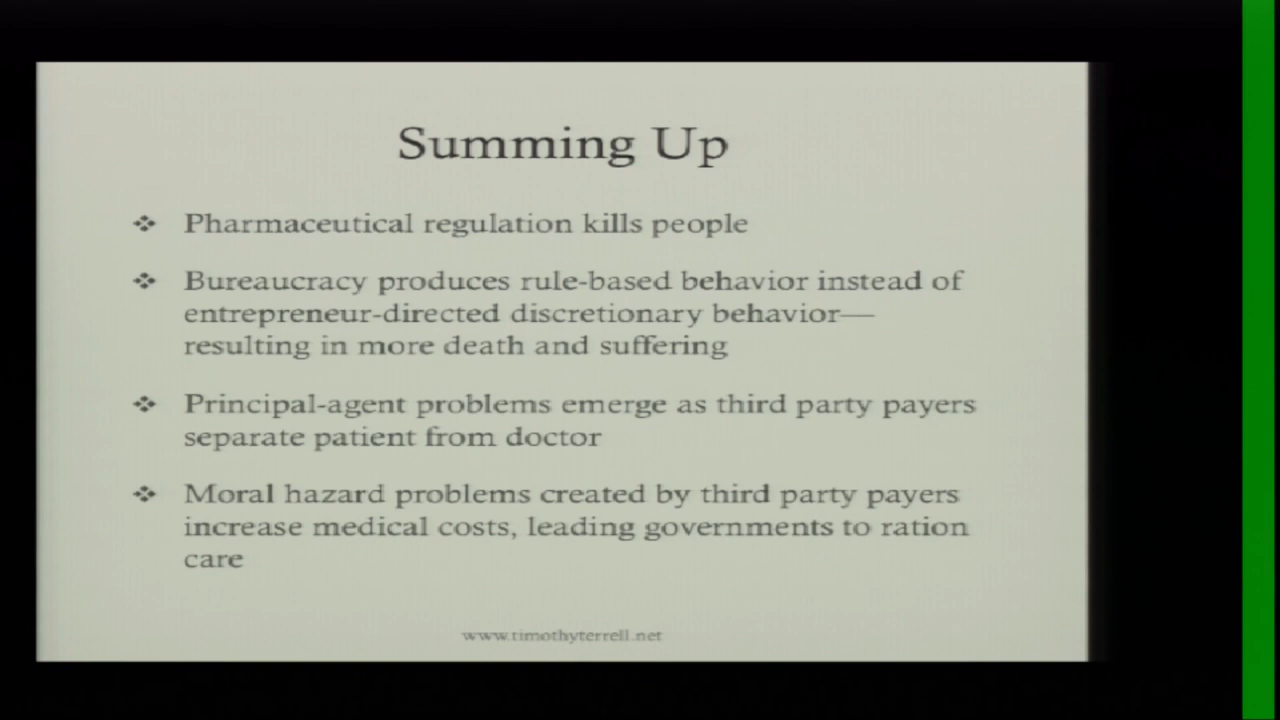 Summing Up
❖ Pharmaceutical regulation kills people
❖ Bureaucracy produces rule-based behavior instead of
entrepreneur-directed discretionary behavior—
resulting in more death and suffering
❖ Principal-agent problems emerge as third party payers
separate patient from doctor
❖ Moral hazard problems created by third party payers
increase medical costs, leading governments to ration
care
www.timothyterrell.net